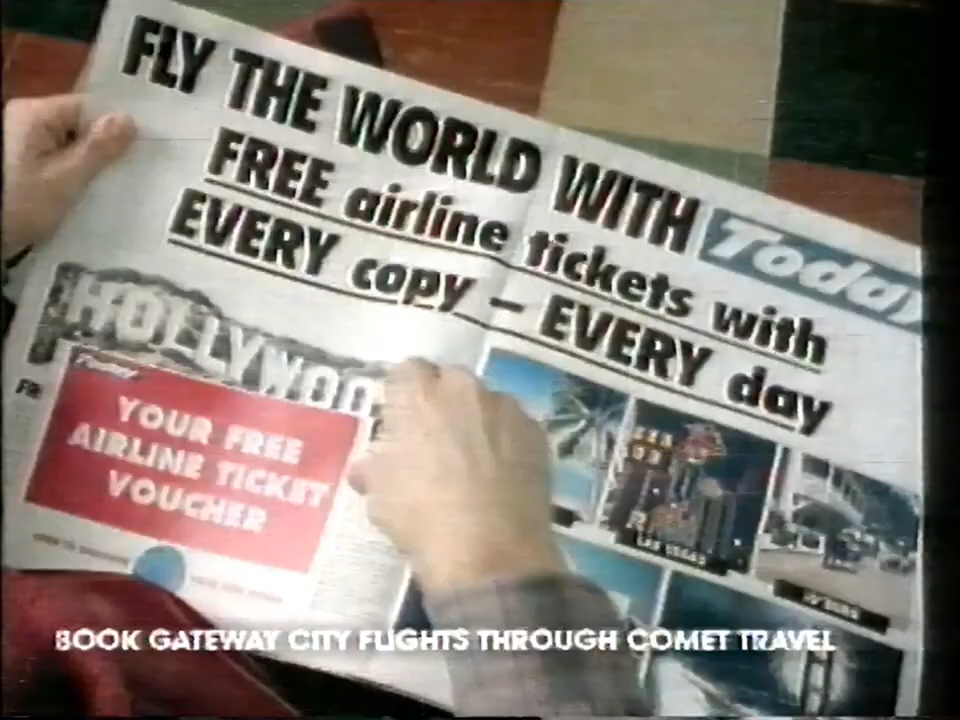 FLY THE WORLD WITH Today
FREE airline tickets with
EVERY copy – EVERY day
HOLLYWOO
Today
YOUR FREE
AIRLINE TICKET
VOUCHER
LAS VEGAS
BOOK GATEWAY CITY FLIGHTS THROUGH COMET TRAVEL